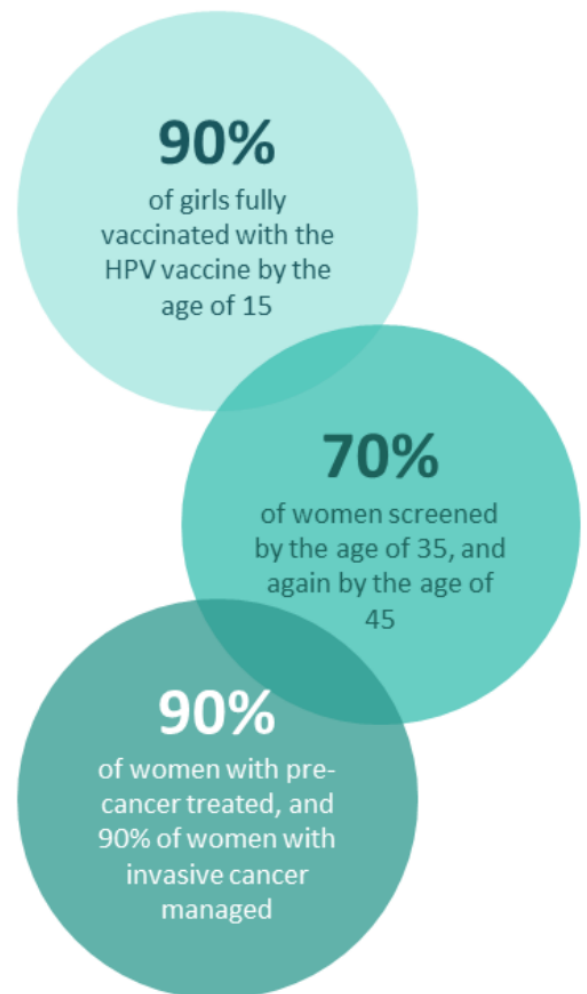 90%
of girls fully
vaccinated with the
HPV vaccine by the
age of 15
70%
of women screened
by the age of 35, and
again by the age of
45
90%
of women with pre-
cancer treated, and
90% of women with
invasive cancer
managed